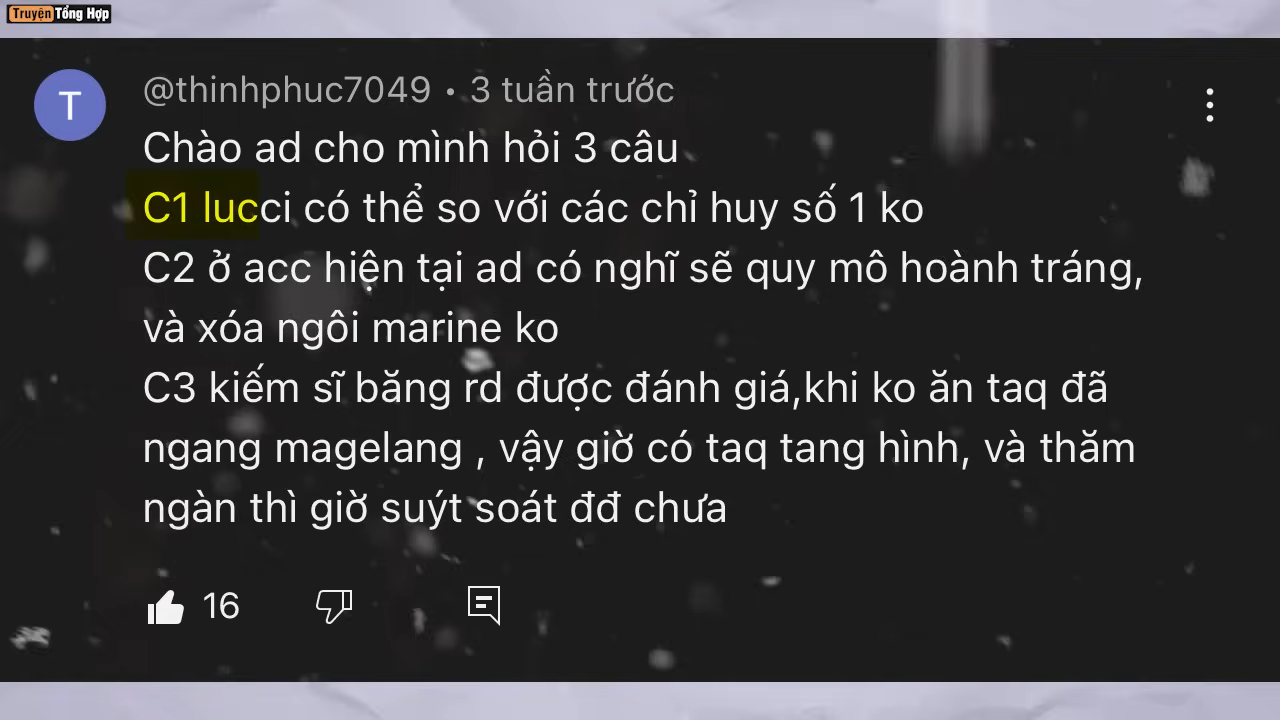 Truyện Tổng Hợp
T
@thinhphuc7049 • 3 tuần trước
Chào ad cho mình hỏi 3 câu
C1 lucci có thể so với các chỉ huy số 1 ko
C2 ở acc hiện tại ad có nghĩ sẽ quy mô hoành tráng,
và xóa ngôi marine ko
C3 kiếm sĩ băng rd được đánh giá,khi ko ăn taq đã
ngang magelang , vậy giờ có taq tang hình, và thăm
ngàn thì giờ suýt soát đđ chưa
16